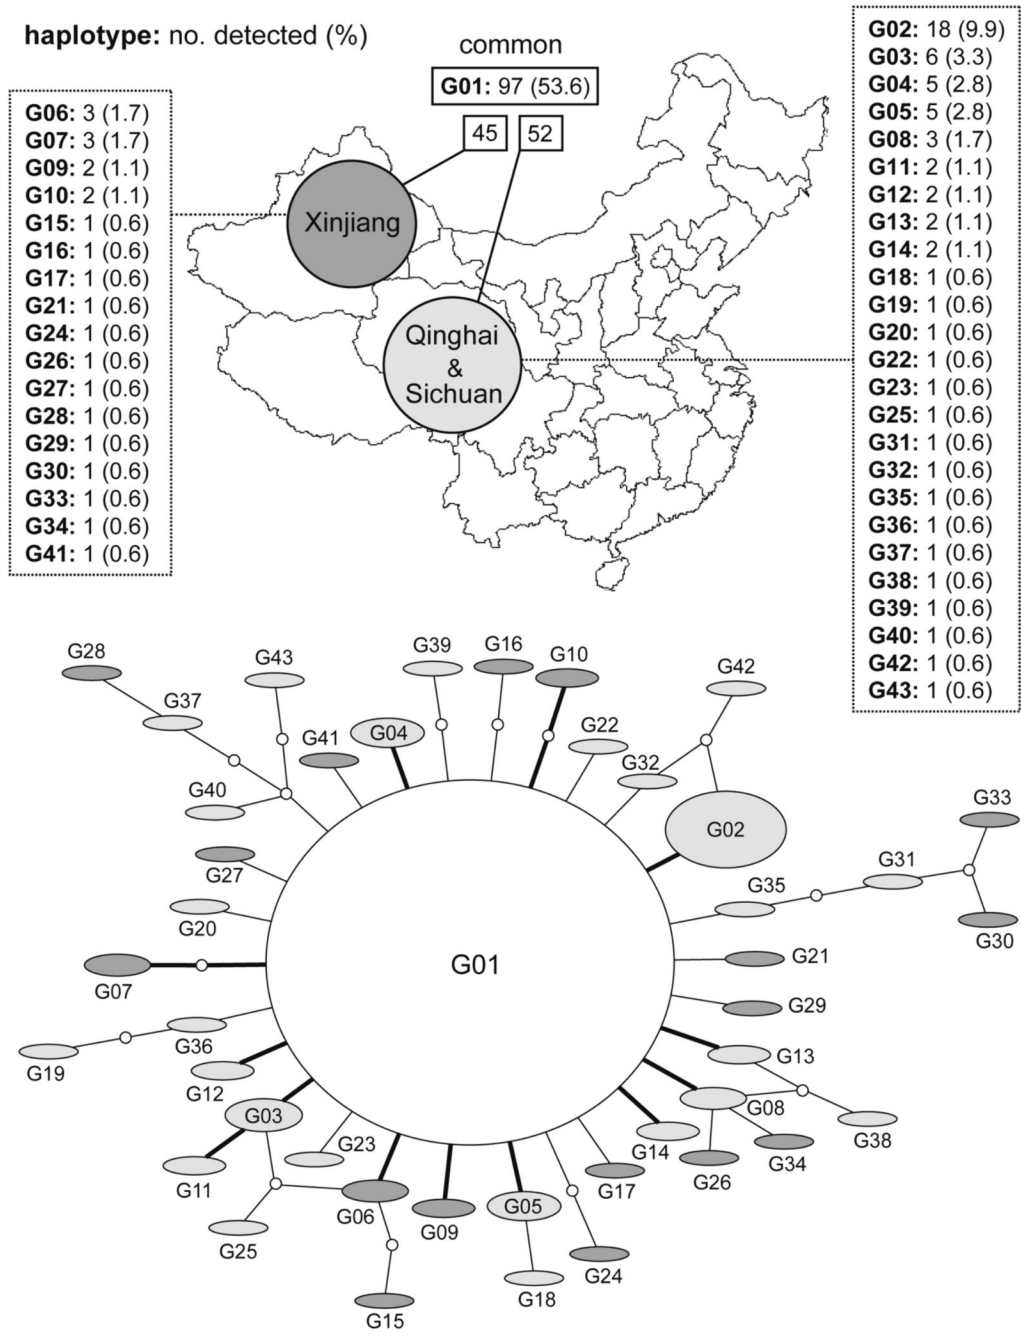 haplotype: no. detected (%)
common
G01: 97 (53.6)
45
52
G06: 3 (1.7)
G07: 3 (1.7)
G09: 2 (1.1)
G10: 2 (1.1)
G15: 1 (0.6)
G16: 1 (0.6)
G17: 1 (0.6)
G21: 1 (0.6)
G24: 1 (0.6)
G26: 1 (0.6)
G27: 1 (0.6)
G28: 1 (0.6)
G29: 1 (0.6)
G30: 1 (0.6)
G33: 1 (0.6)
G34: 1 (0.6)
G41: 1 (0.6)
Xinjiang
Qinghai
&
Sichuan
G02: 18 (9.9)
G03: 6 (3.3)
G04: 5 (2.8)
G05: 5 (2.8)
G08: 3 (1.7)
G11: 2 (1.1)
G12: 2 (1.1)
G13: 2 (1.1)
G14: 2 (1.1)
G18: 1 (0.6)
G19: 1 (0.6)
G20: 1 (0.6)
G22: 1 (0.6)
G23: 1 (0.6)
G25: 1 (0.6)
G31: 1 (0.6)
G32: 1 (0.6)
G35: 1 (0.6)
G36: 1 (0.6)
G37: 1 (0.6)
G38: 1 (0.6)
G39: 1 (0.6)
G40: 1 (0.6)
G42: 1 (0.6)
G43: 1 (0.6)
G28
G43
G39
G16
G10
G42
G37
G41
G04
G22
G32
G40
G02
G33
G27
G31
G35
G20
G30
G07
G01
G21
G29
G36
G19
G13
G12
G03
G08
G38
G23
G14
G34
G11
G26
G17
G06
G09
G05
G25
G24
G18
G15